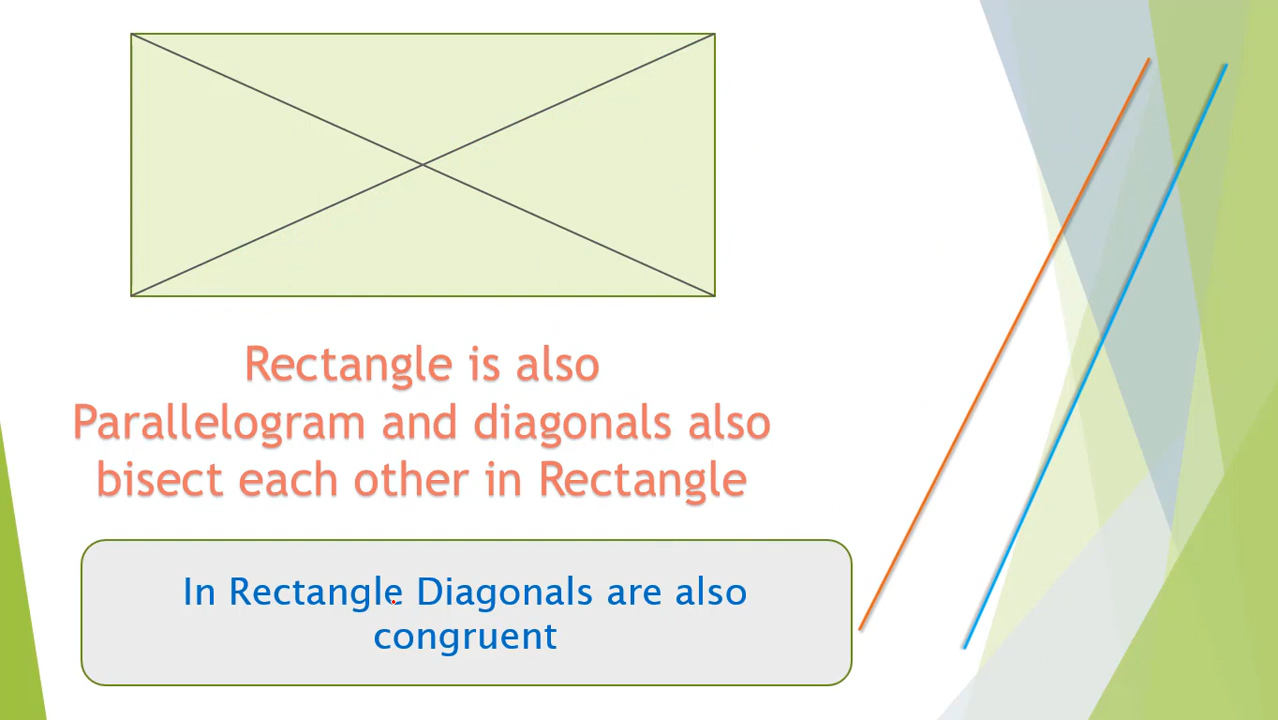 Rectangle is also
Parallelogram and diagonals also
bisect each other in Rectangle
In Rectangle Diagonals are also
congruent